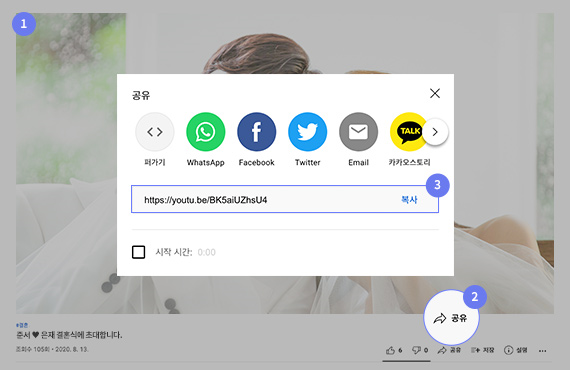 1
공유
퍼가기
WhatsApp
Facebook
Twitter
Email
TALK
카카오스토리
3
https://youtu.be/BK5aiUZhsU4
복사
시작 시간: 0:00
2
공유
#결혼
준서 ♥ 은재 결혼식에 초대합니다.
조회수 105회 • 2020. 8. 13.
6
0
공유
저장
설명